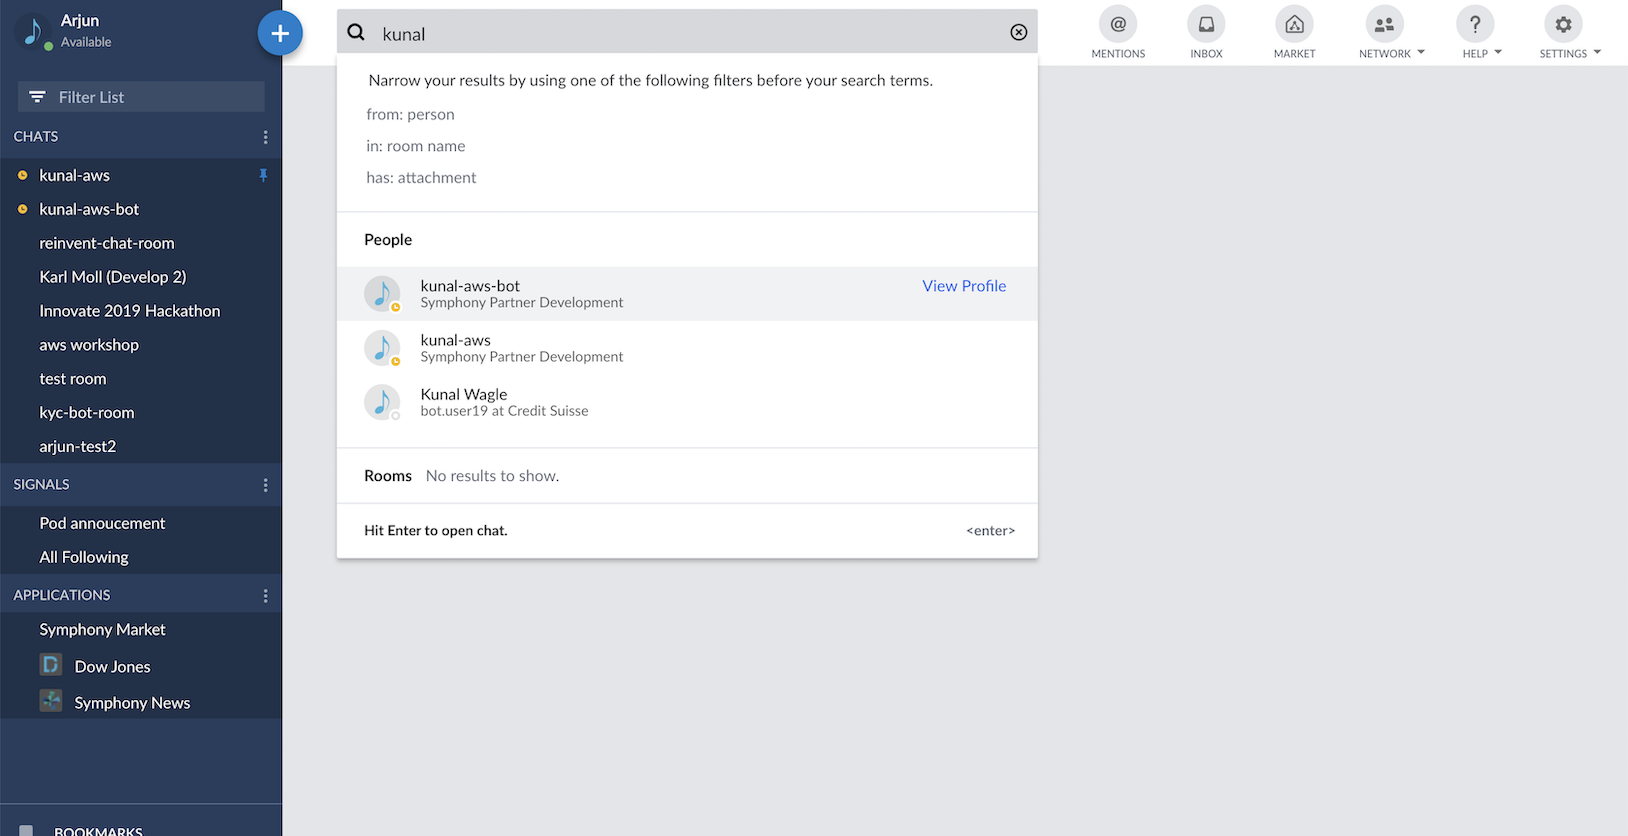 Arjun
Available
Filter List
CHATS
kunal-aws
kunal-aws-bot
reinvent-chat-room
Karl Moll (Develop 2)
Innovate 2019 Hackathon
aws workshop
test room
kyc-bot-room
arjun-test2
SIGNALS
Pod annoucement
All Following
APPLICATIONS
Symphony Market
Dow Jones
Symphony News
BOOKMARKS
kunal
MENTIONS
INBOX
MARKET
NETWORK
HELP
SETTINGS
Narrow your results by using one of the following filters before your search terms.
from: person
in: room name
has: attachment
People
kunal-aws-bot
View Profile
Symphony Partner Development
kunal-aws
Symphony Partner Development
Kunal Wagle
bot.user19 at Credit Suisse
Rooms No results to show.
Hit Enter to open chat. <enter>